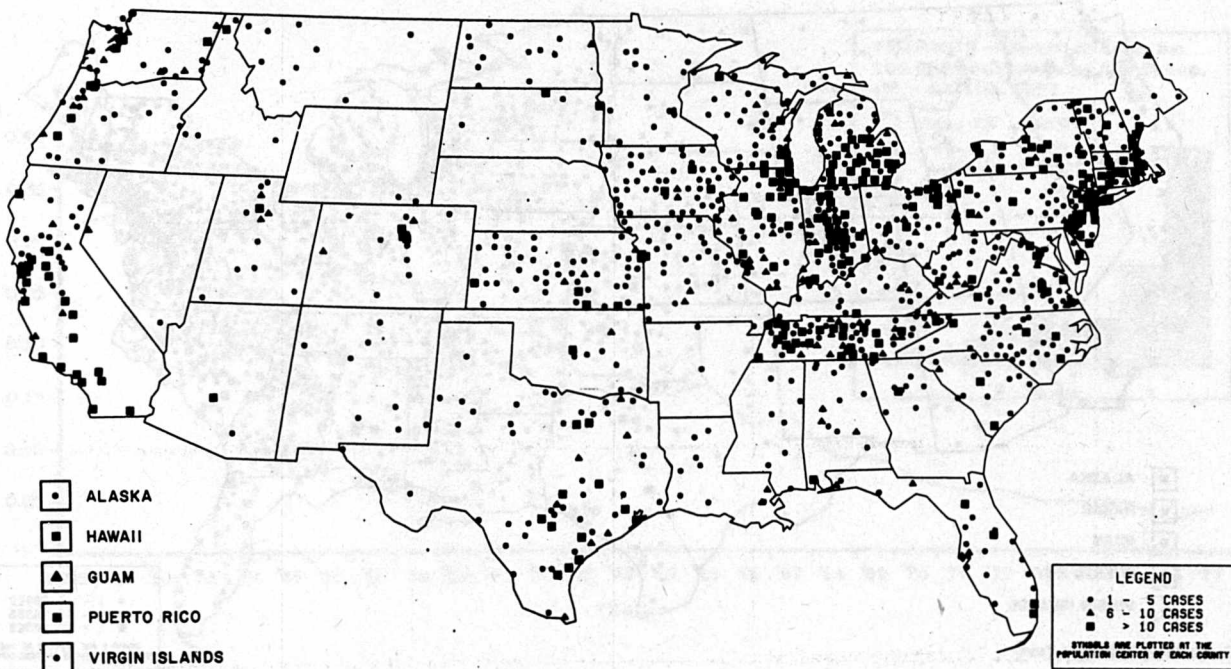 ALASKA
HAWAII
GUAM
PUERTO RICO
VIRGIN ISLANDS
LEGEND
1 - 5 CASES
6 - 10 CASES
> 10 CASES
SYMBOLS ARE PLOTTED AT THE
POPULATION CENTER OF EACH COUNTY